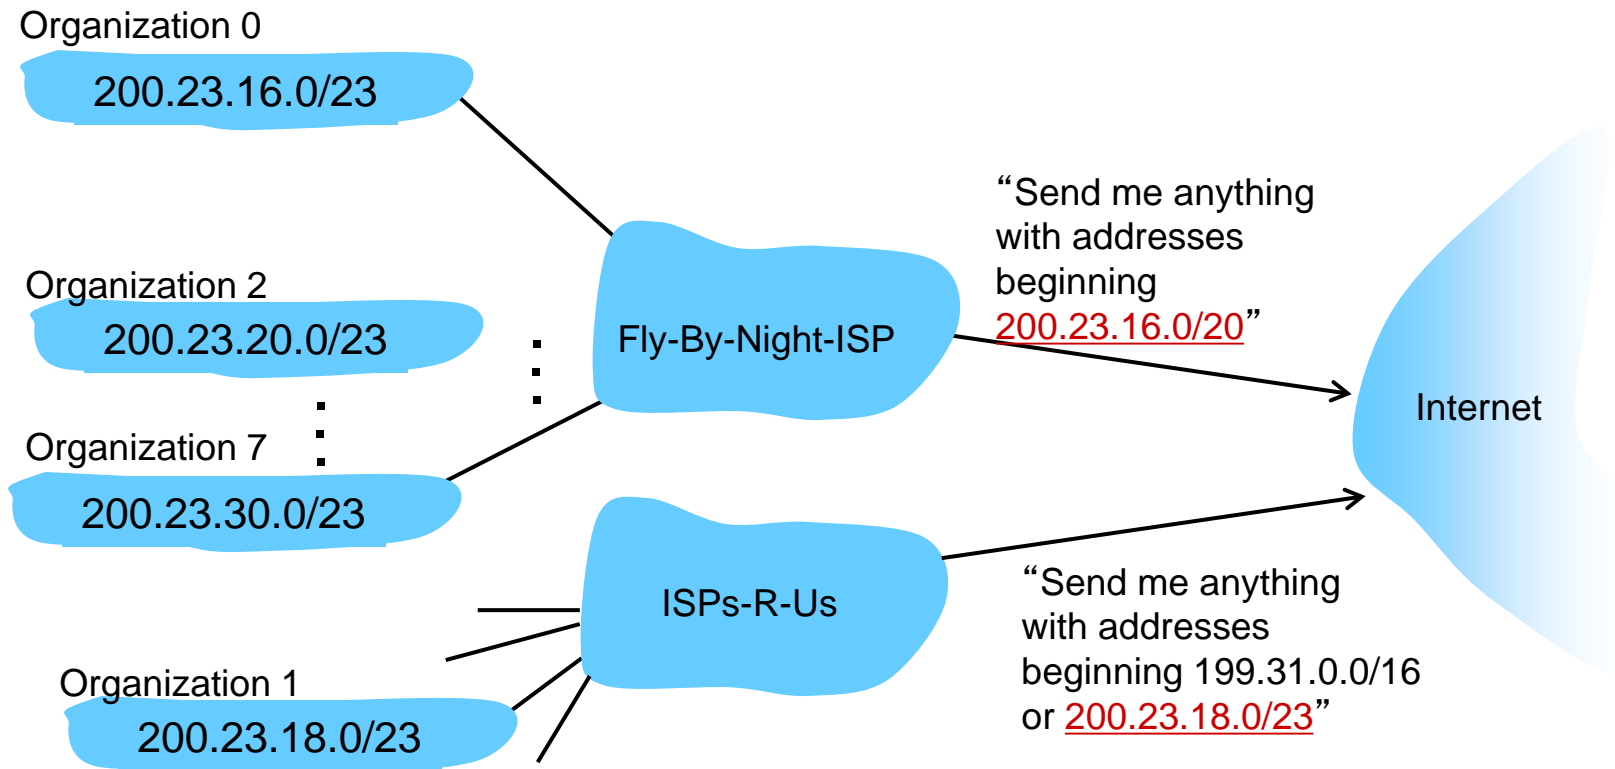 Organization 0
200.23.16.0/23
Organization 2
200.23.20.0/23
Organization 7
200.23.30.0/23
Fly-By-Night-ISP
“Send me anything
with addresses
beginning
200.23.16.0/20”
Internet
ISPs-R-Us
Organization 1
200.23.18.0/23
“Send me anything
with addresses
beginning 199.31.0.0/16
or 200.23.18.0/23”